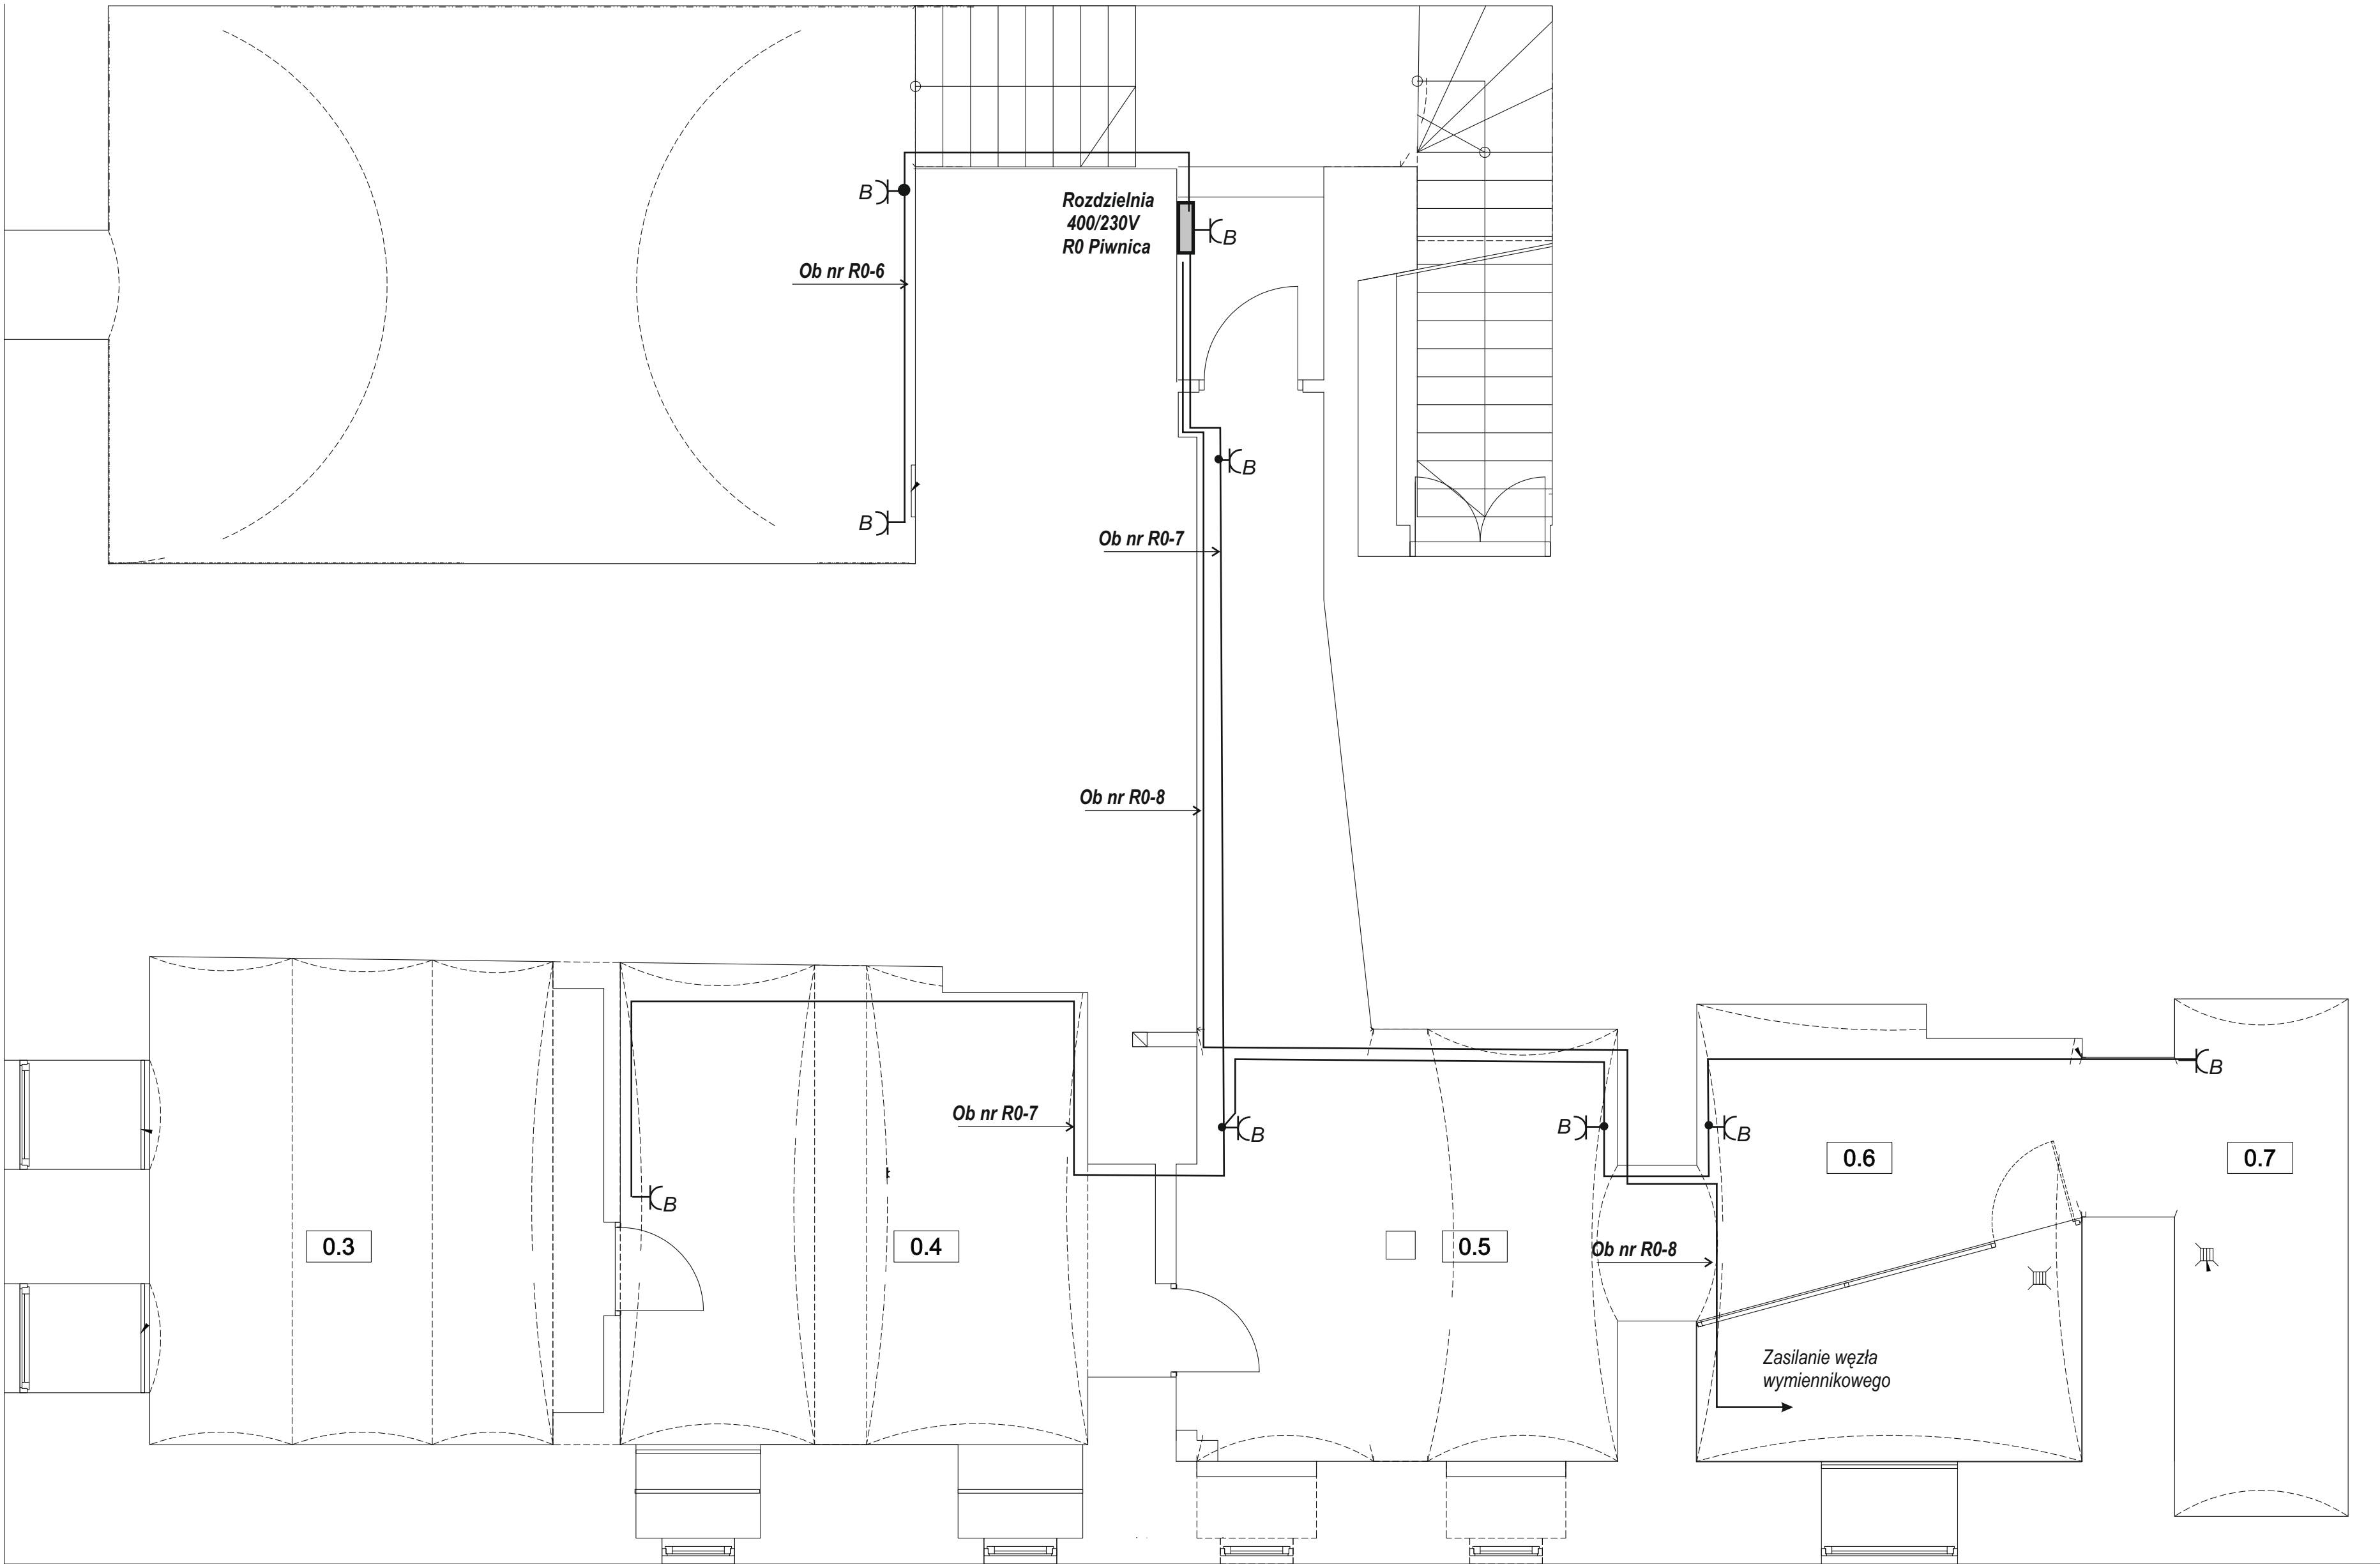 B
Rozdzielnia
400/230V
R0 Piwnica
B
Ob nr R0-6
B
B
Ob nr R0-7
Ob nr R0-8
B
Ob nr R0-7
B
B
B
0.6
0.7
B
0.3
0.4
0.5
Ob nr R0-8
Zasilanie węzła
wymiennikowego